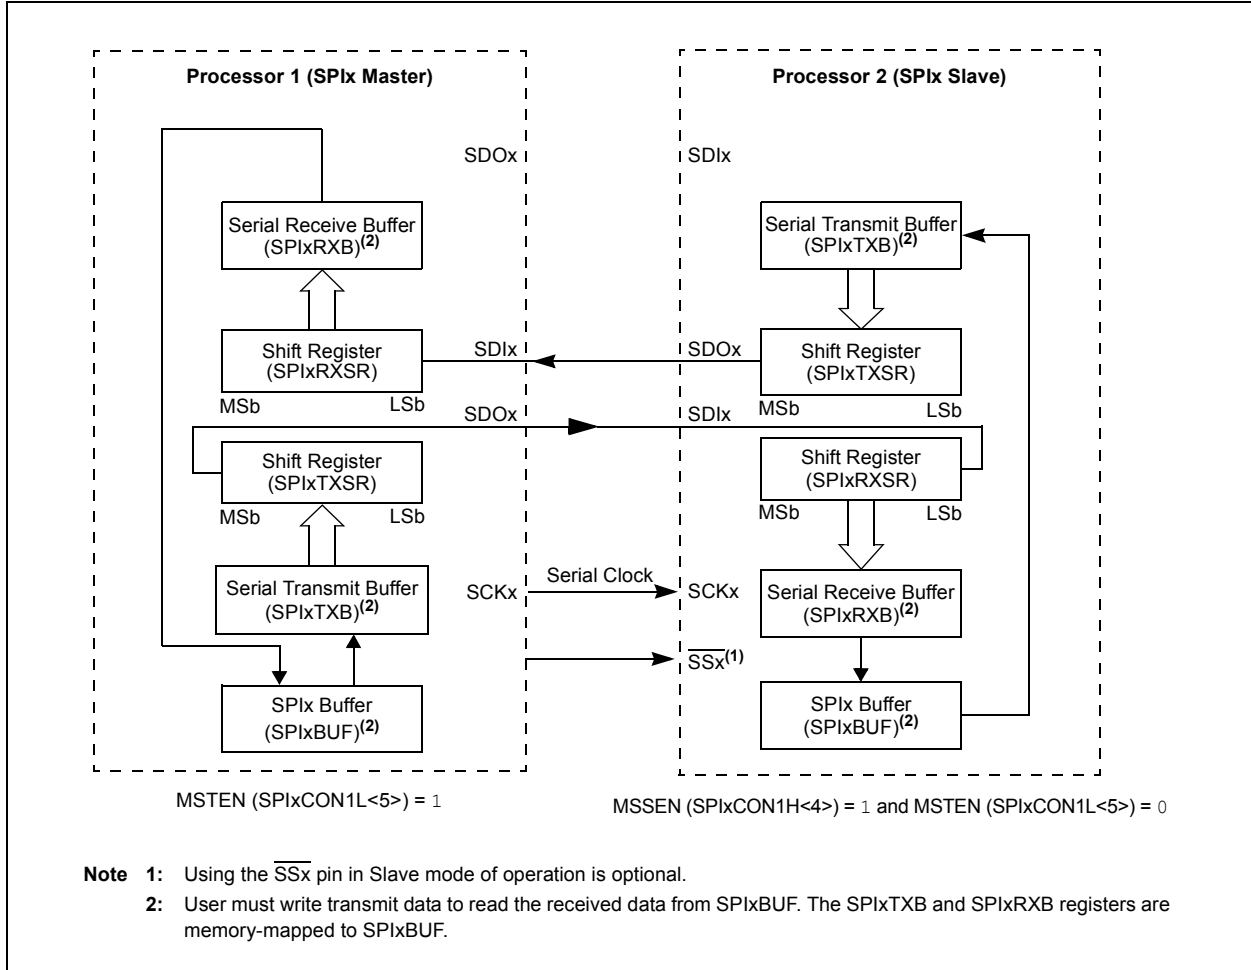 Processor 1 (SPIx Master)
Processor 2 (SPIx Slave)
SDOx
SDIx
Serial Receive Buffer
(SPIxRXB)(2)
Serial Transmit Buffer
(SPIxTXB)(2)
Shift Register
(SPIxRXSR)
SDIx
SDOx
Shift Register
(SPIxTXSR)
MSb
LSb
MSb
LSb
SDOx
SDIx
Shift Register
(SPIxTXSR)
Shift Register
(SPIxRXSR)
MSb
LSb
MSb
LSb
Serial Transmit Buffer
(SPIxTXB)(2)
SCKx
Serial Clock
SCKx
Serial Receive Buffer
(SPIxRXB)(2)
SSx(1)
SPIx Buffer
(SPIxBUF)(2)
SPIx Buffer
(SPIxBUF)(2)
MSTEN (SPIxCON1L<5>) = 1
MSSEN (SPIxCON1H<4>) = 1 and MSTEN (SPIxCON1L<5>) = 0
Note 1: Using the SSx pin in Slave mode of operation is optional.
2: User must write transmit data to read the received data from SPIxBUF. The SPIxTXB and SPIxRXB registers are
memory-mapped to SPIxBUF.